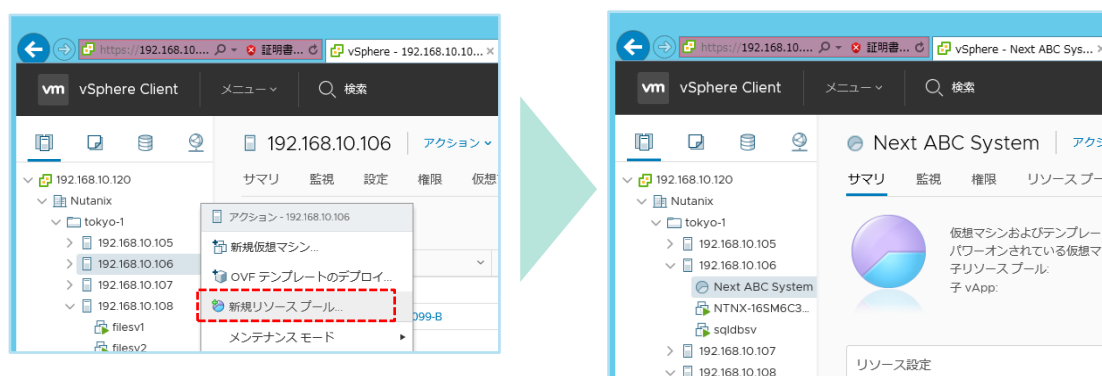 https://192.168.10.... 証明書... vSphere - 192.168.10.10... ×
vm vSphere Client メニュー 検索
192.168.10.106 アクション
192.168.10.120
サマリ 監視 設定 権限 仮想
Nutanix
tokyo-1
192.168.10.105
192.168.10.106
192.168.10.107
192.168.10.108
filesv1
filesv2
アクション - 192.168.10.106
新規仮想マシン...
OVF テンプレートのデプロイ...
新規リソース プール...
099-B
メンテナンス モード
https://192.168.10.... 証明書... vSphere - Next ABC Sys... ×
vm vSphere Client メニュー 検索
Next ABC System アク
192.168.10.120
サマリ 監視 権限 リソース プー
Nutanix
tokyo-1
192.168.10.105
192.168.10.106
Next ABC System
NTNX-16SM6C3...
sqldbsv
192.168.10.107
192.168.10.108
仮想マシンおよびテンプレー
パワーオンされている仮想マ
子リソース プール:
子 vApp:
リソース設定